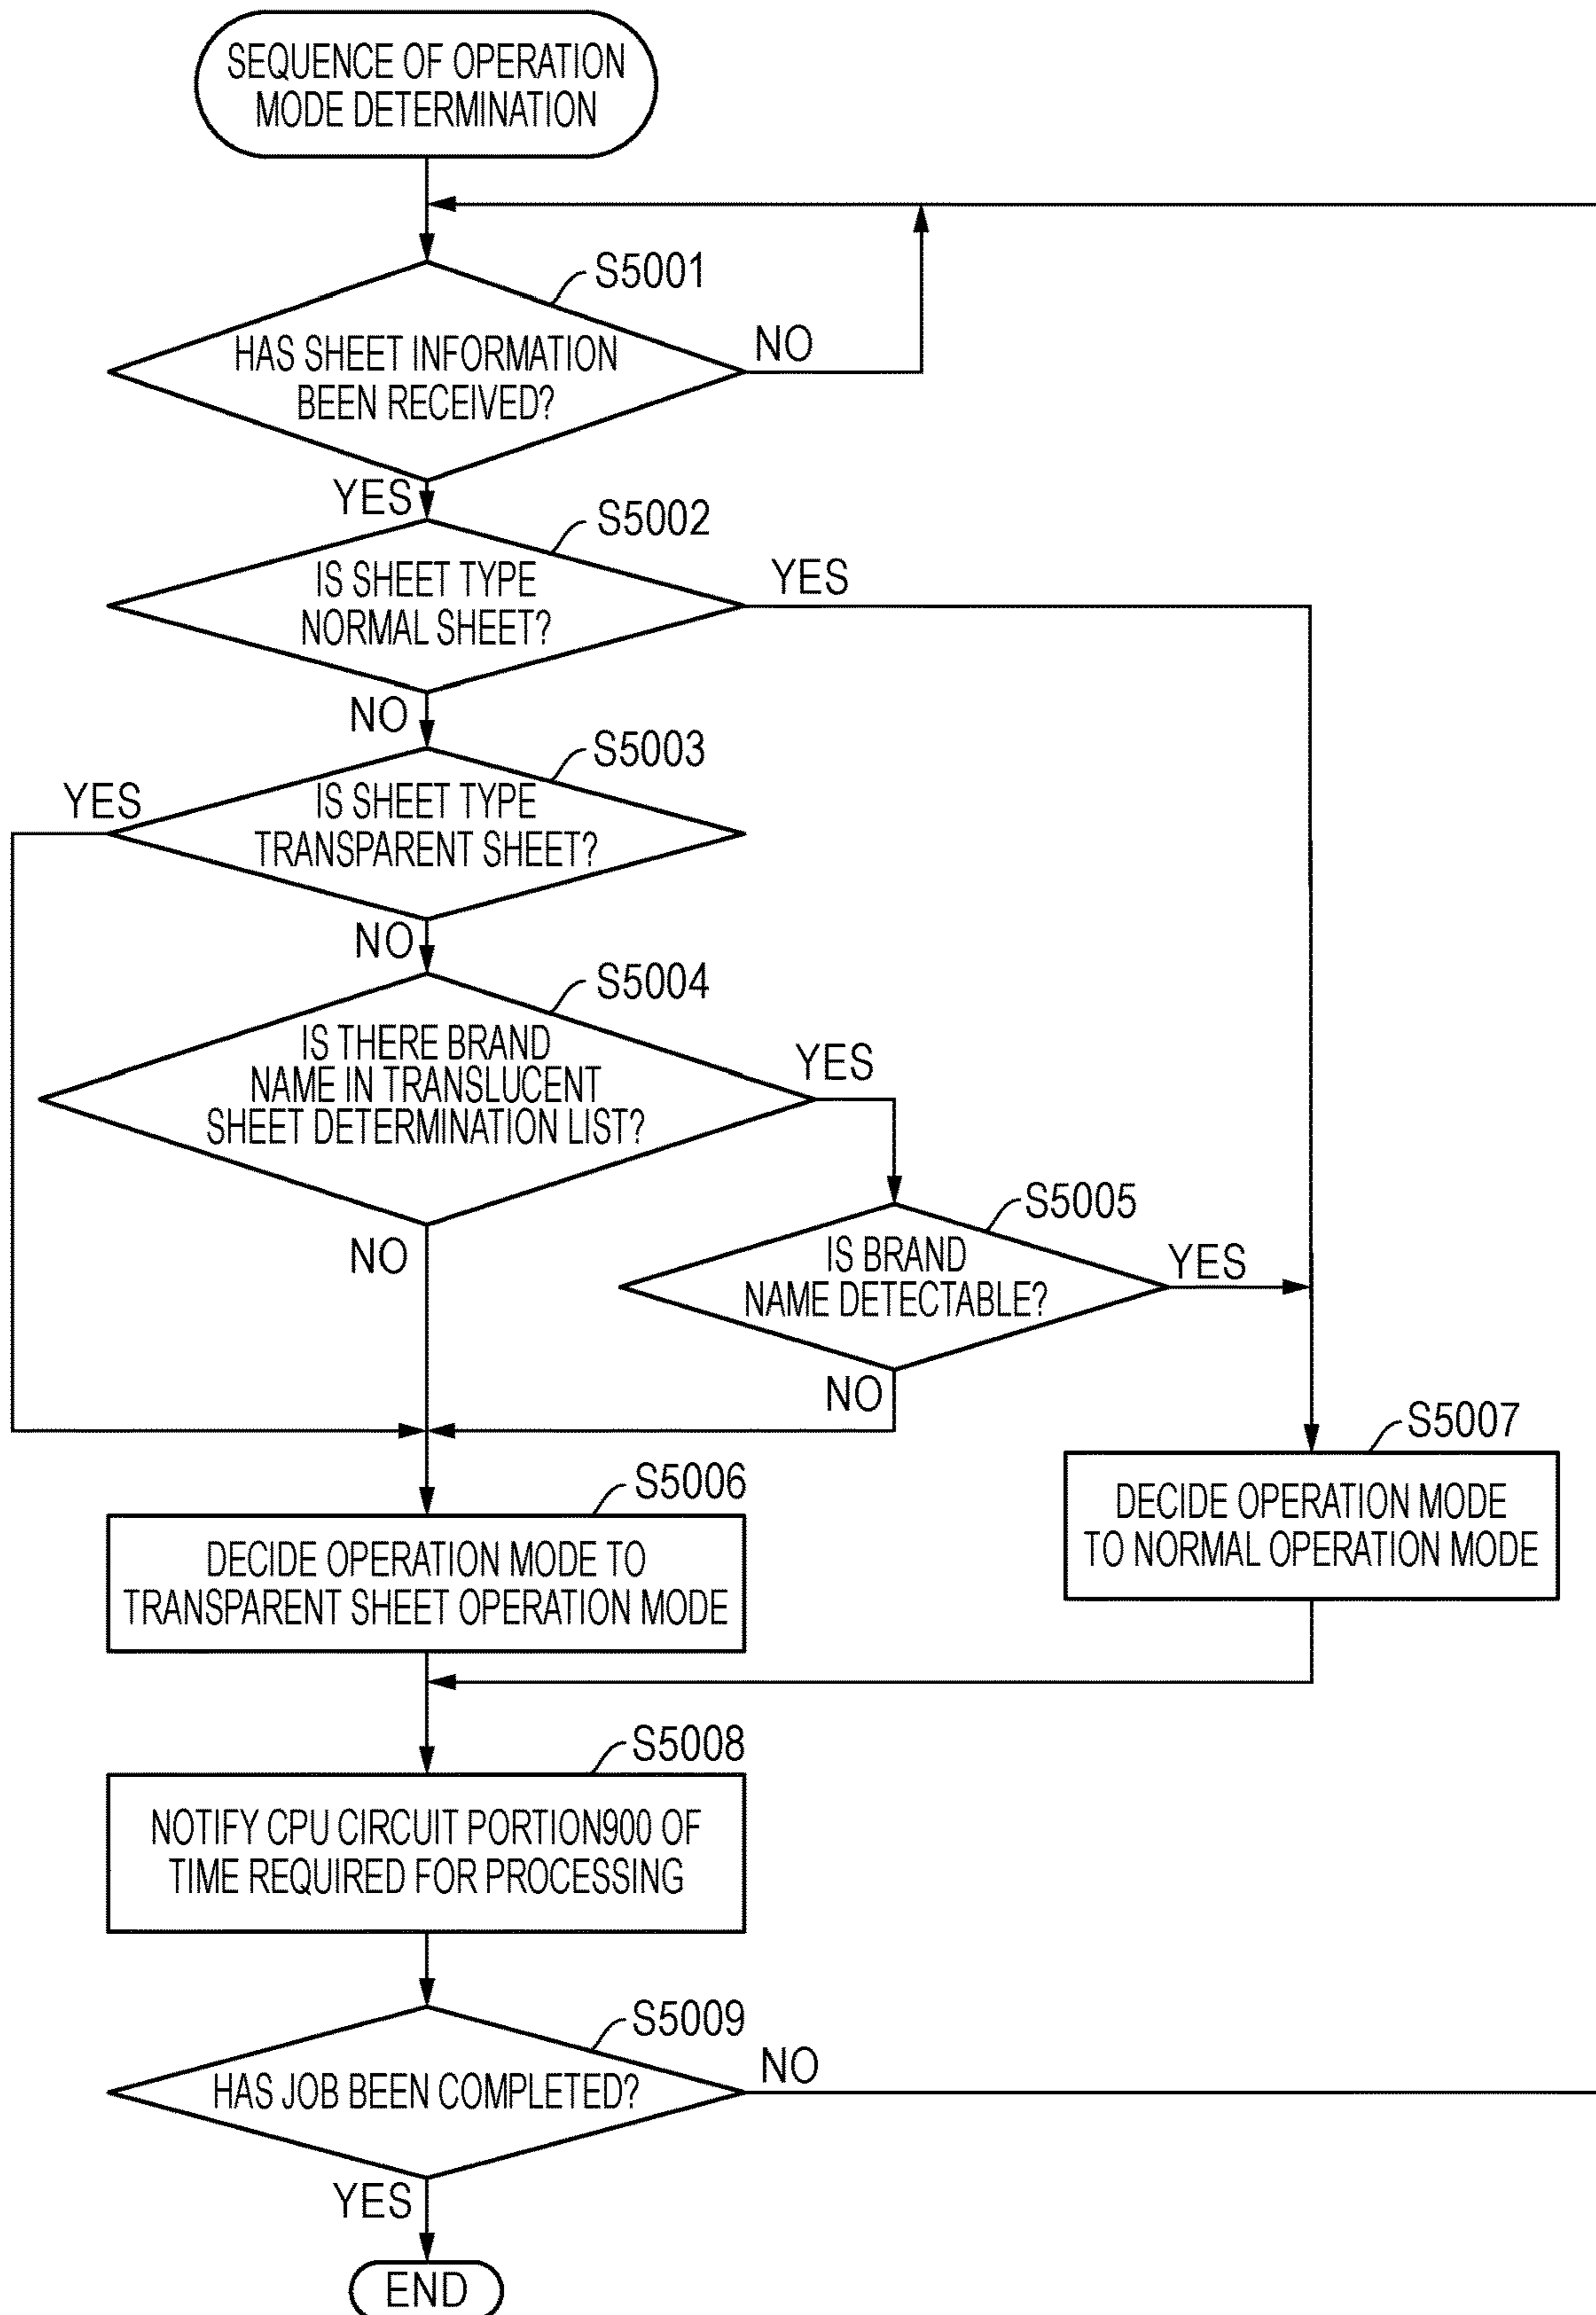 SEQUENCE OF OPERATION
MODE DETERMINATION
S5001
HAS SHEET INFORMATION
BEEN RECEIVED?
NO
YES
S5002
IS SHEET TYPE
NORMAL SHEET?
YES
NO
S5003
YES
IS SHEET TYPE
TRANSPARENT SHEET?
NO
S5004
IS THERE BRAND
NAME IN TRANSLUCENT
SHEET DETERMINATION LIST?
YES
NO
S5005
IS BRAND
NAME DETECTABLE?
YES
NO
S5006
DECIDE OPERATION MODE TO
TRANSPARENT SHEET OPERATION MODE
S5007
DECIDE OPERATION MODE
TO NORMAL OPERATION MODE
S5008
NOTIFY CPU CIRCUIT PORTION900 OF
TIME REQUIRED FOR PROCESSING
S5009
HAS JOB BEEN COMPLETED?
NO
YES
END